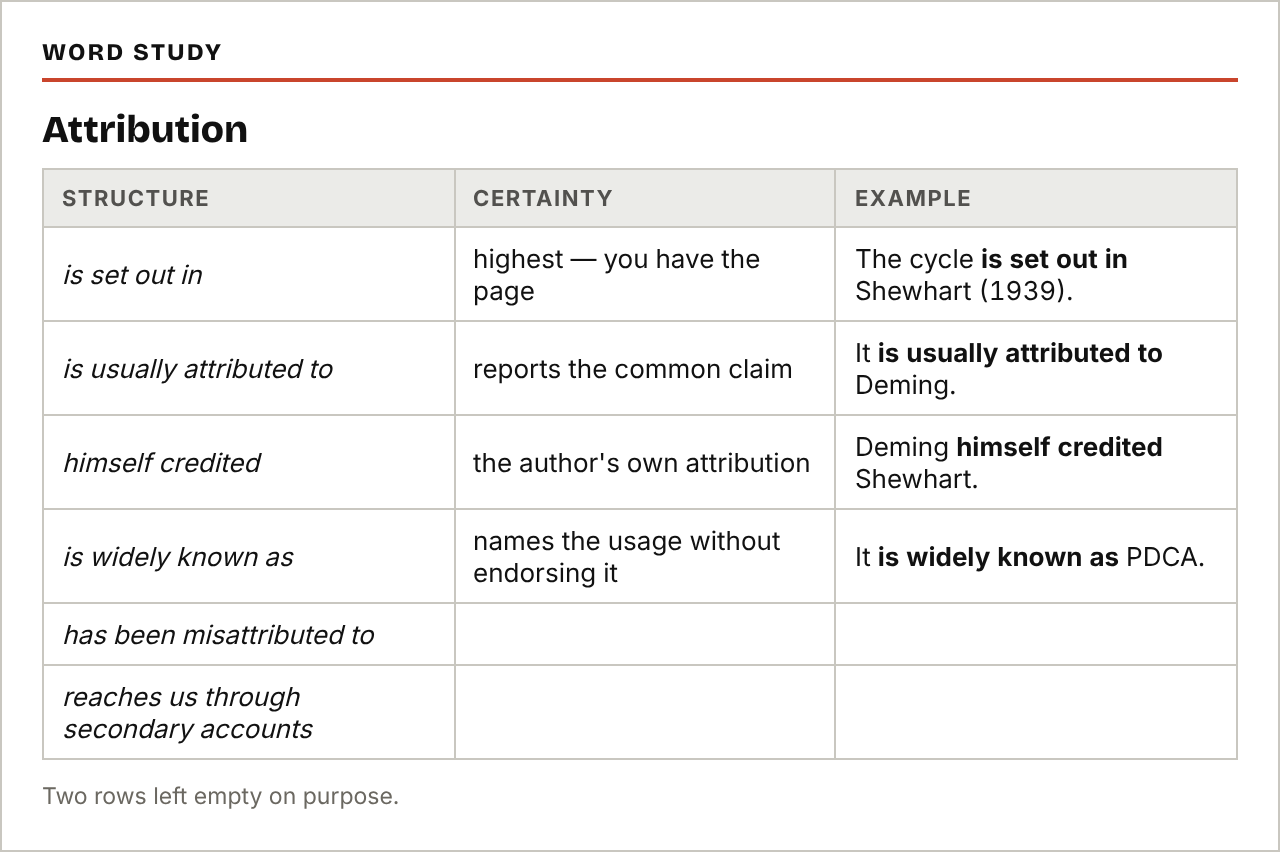 WORD STUDY
Attribution
STRUCTURE
CERTAINTY
EXAMPLE
is set out in
highest — you have the
page
The cycle is set out in
Shewhart (1939).
is usually attributed to
reports the common claim
It is usually attributed to
Deming.
himself credited
the author's own attribution
Deming himself credited
Shewhart.
is widely known as
names the usage without
endorsing it
It is widely known as PDCA.
has been misattributed to
reaches us through
secondary accounts
Two rows left empty on purpose.